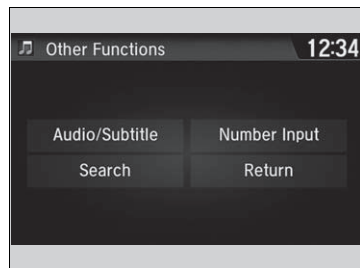 Other Functions 12:34
Audio/Subtitle Number Input
Search Return